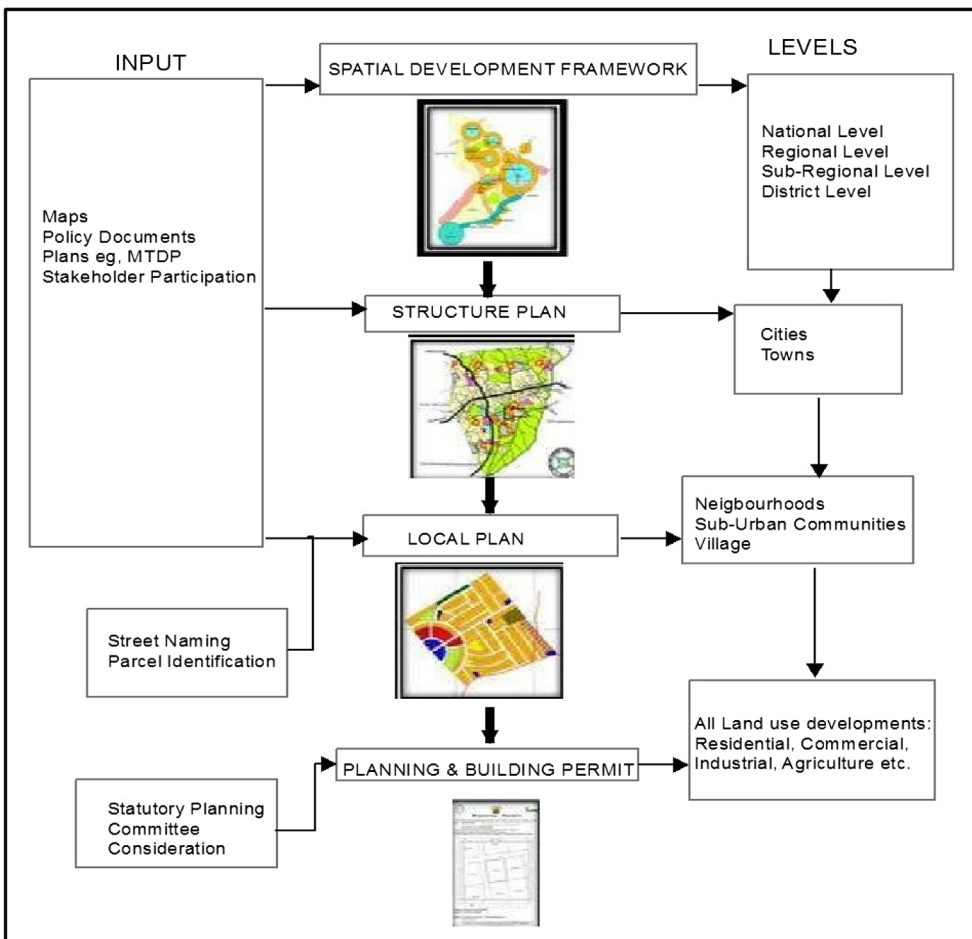 INPUT
LEVELS
SPATIAL DEVELOPMENT FRAMEWORK
National Level
Regional Level
Sub-Regional Level
District Level
Maps
Policy Documents
Plans eg, MTDP
Stakeholder Participation
STRUCTURE PLAN
Cities
Towns
LOCAL PLAN
Neigbourhoods
Sub-Urban Communities
Village
Street Naming
Parcel Identification
PLANNING & BUILDING PERMIT
All Land use developments:
Residential, Commercial,
Industrial, Agriculture etc.
Statutory Planning
Committee
Consideration